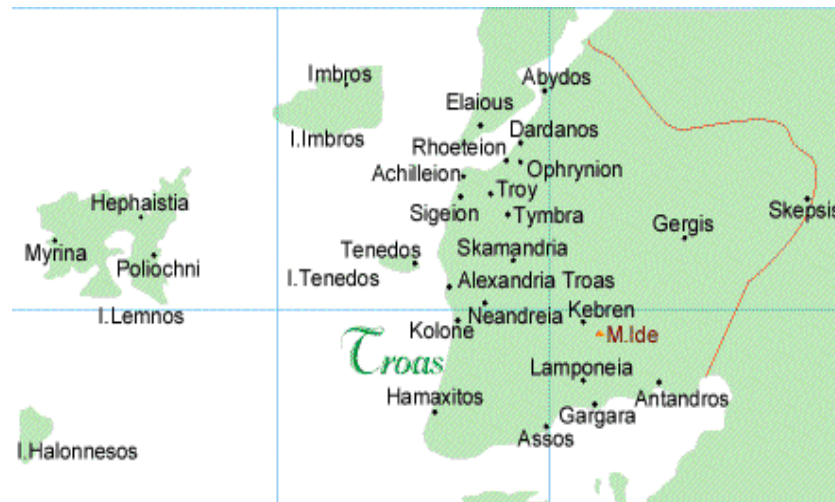 Imbros
Abydos
Elaious
I.Imbros
Dardanos
Rhoeteion
Achilleion
Ophrynion
Troy
Hephaistia
Sigeion
Tymbra
Gergis
Skepsis
Myrina
Poliochni
Tenedos
Skamandria
I.Tenedos
Alexandria Troas
I.Lemnos
Kolone
Neandreia
Kebren
M.Ide
Troas
Lamponeia
Hamaxitos
Gargara
Antandros
Assos
I.Halonnesos